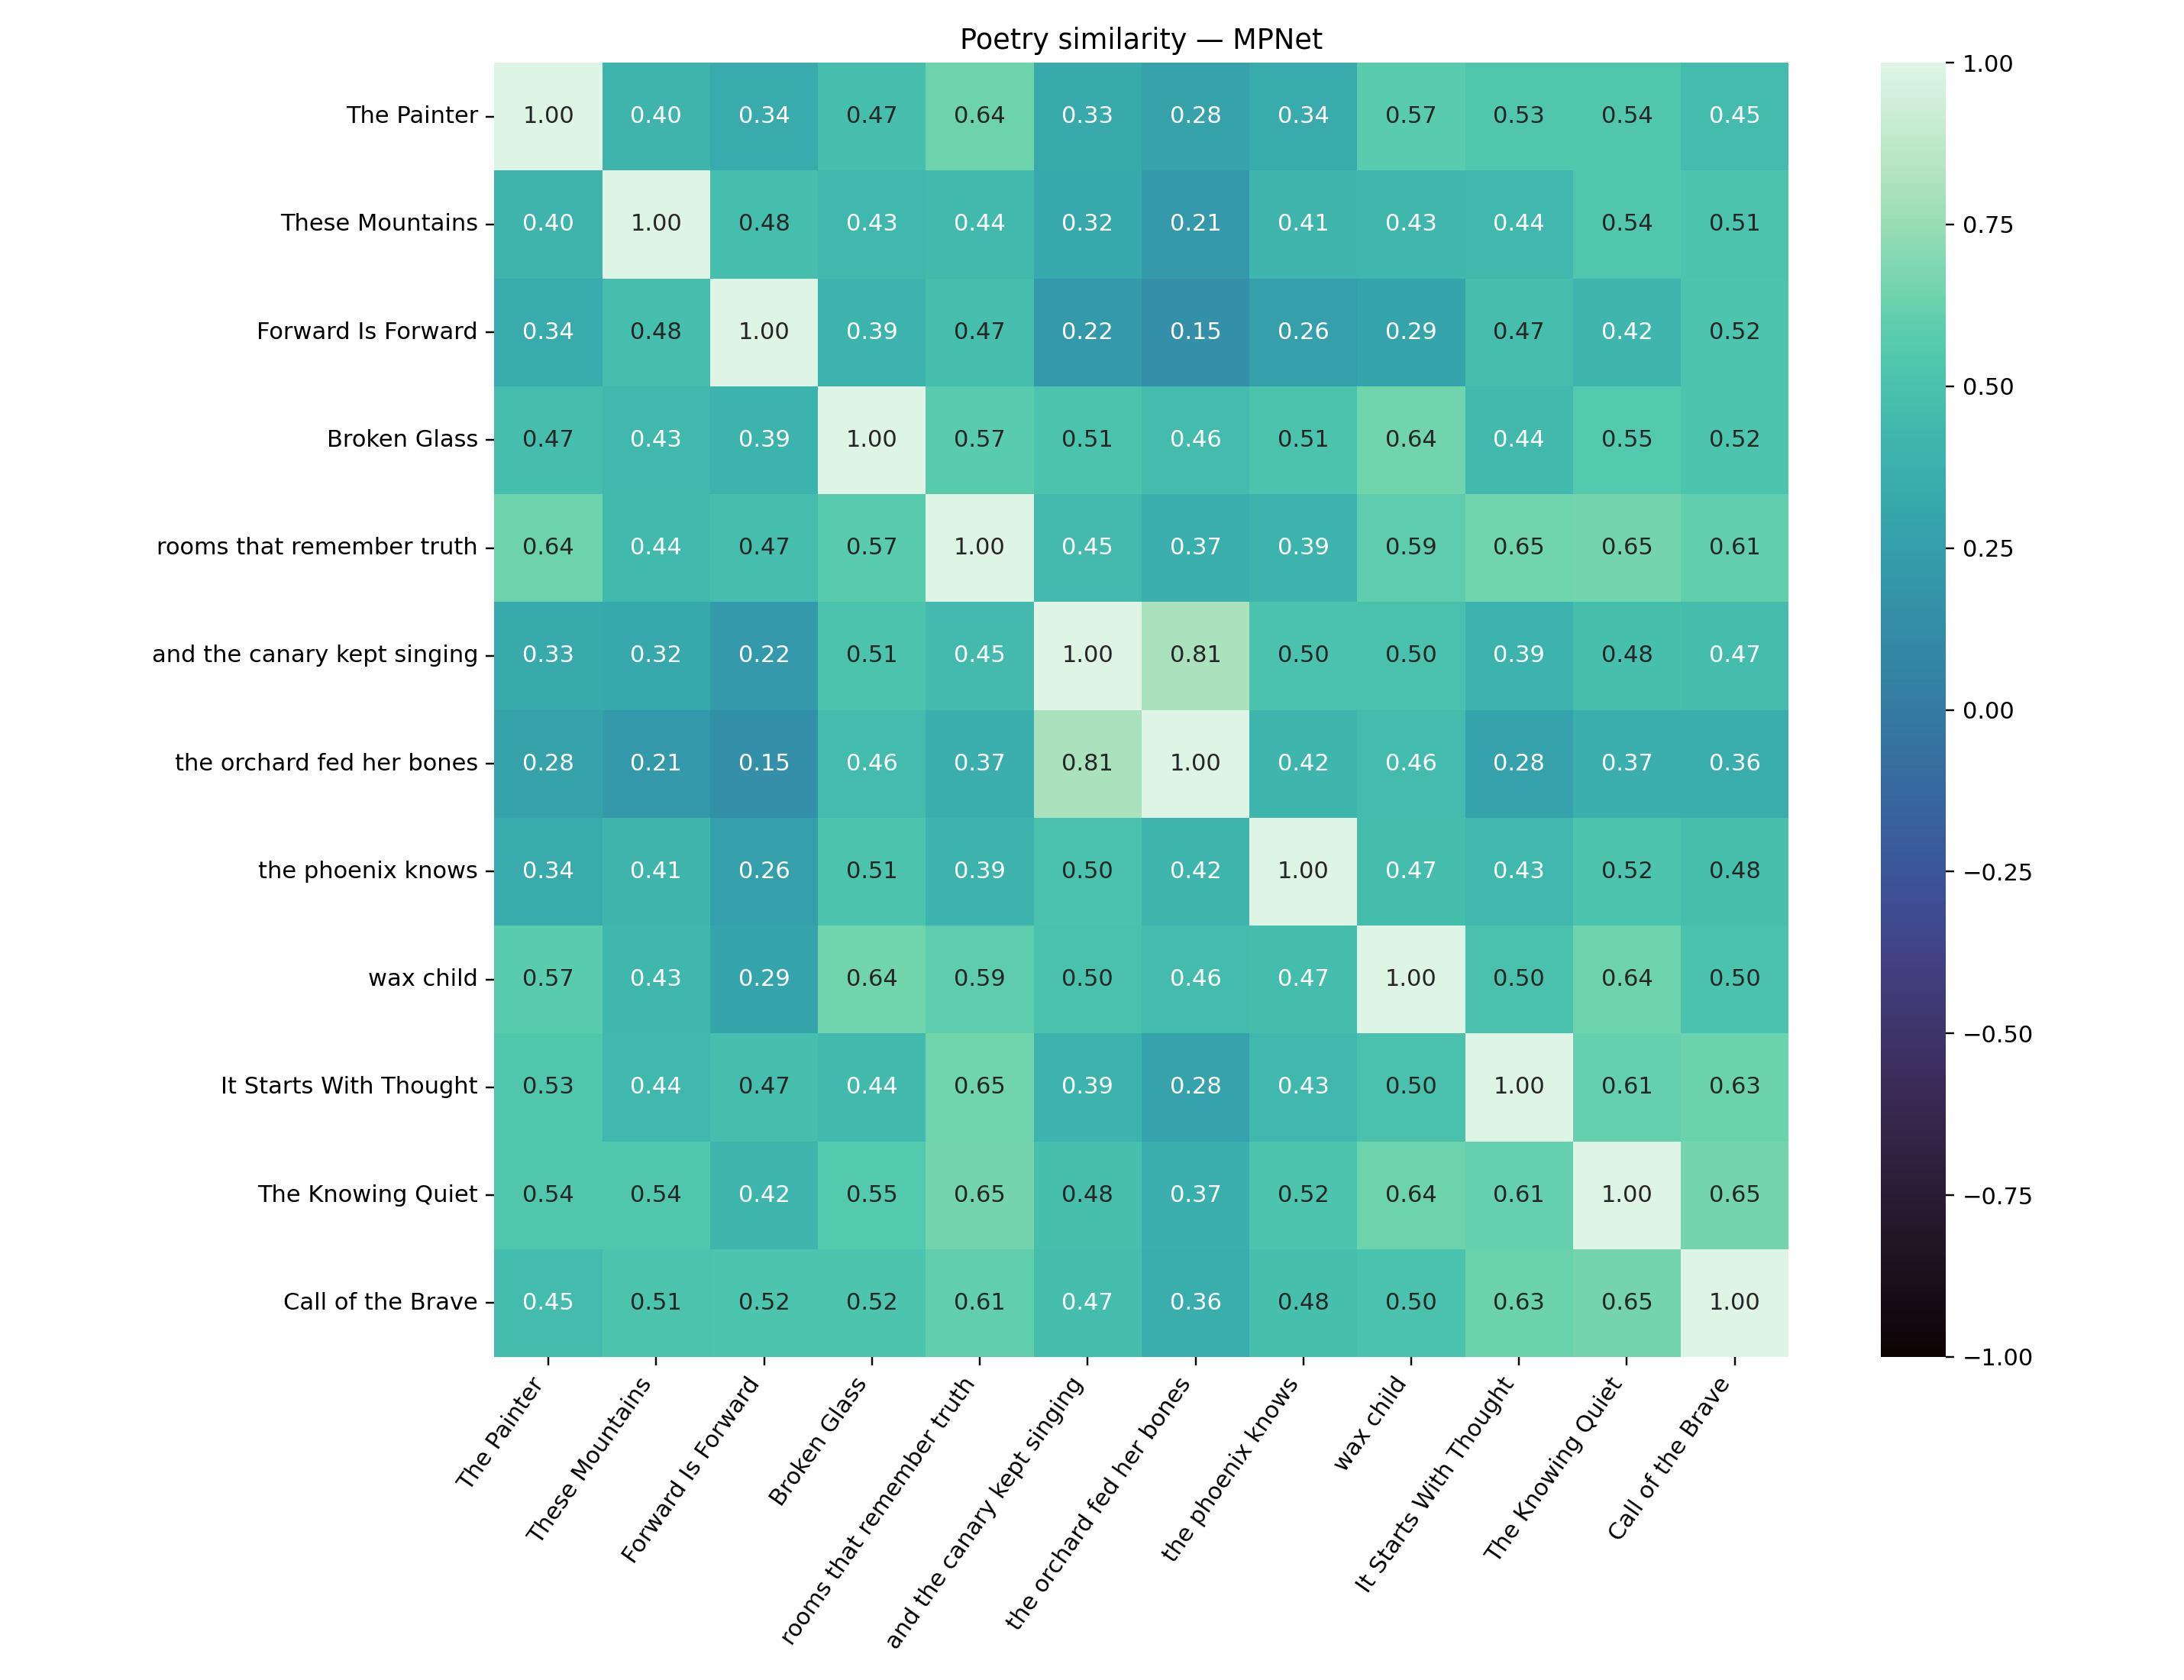 Poetry similarity — MPNet
The Painter 1.00 0.40 0.34 0.47 0.64 0.33 0.28 0.34 0.57 0.53 0.54 0.45
These Mountains 0.40 1.00 0.48 0.43 0.44 0.32 0.21 0.41 0.43 0.44 0.54 0.51
Forward Is Forward 0.34 0.48 1.00 0.39 0.47 0.22 0.15 0.26 0.29 0.47 0.42 0.52
Broken Glass 0.47 0.43 0.39 1.00 0.57 0.51 0.46 0.51 0.64 0.44 0.55 0.52
rooms that remember truth 0.64 0.44 0.47 0.57 1.00 0.45 0.37 0.39 0.59 0.65 0.65 0.61
and the canary kept singing 0.33 0.32 0.22 0.51 0.45 1.00 0.81 0.50 0.50 0.39 0.48 0.47
the orchard fed her bones 0.28 0.21 0.15 0.46 0.37 0.81 1.00 0.42 0.46 0.28 0.37 0.36
the phoenix knows 0.34 0.41 0.26 0.51 0.39 0.50 0.42 1.00 0.47 0.43 0.52 0.48
wax child 0.57 0.43 0.29 0.64 0.59 0.50 0.46 0.47 1.00 0.50 0.64 0.50
It Starts With Thought 0.53 0.44 0.47 0.44 0.65 0.39 0.28 0.43 0.50 1.00 0.61 0.63
The Knowing Quiet 0.54 0.54 0.42 0.55 0.65 0.48 0.37 0.52 0.64 0.61 1.00 0.65
Call of the Brave 0.45 0.51 0.52 0.52 0.61 0.47 0.36 0.48 0.50 0.63 0.65 1.00
The Painter
These Mountains
Forward Is Forward
Broken Glass
rooms that remember truth
and the canary kept singing
the orchard fed her bones
the phoenix knows
wax child
It Starts With Thought
The Knowing Quiet
Call of the Brave
1.00
0.75
0.50
0.25
0.00
−0.25
−0.50
−0.75
−1.00